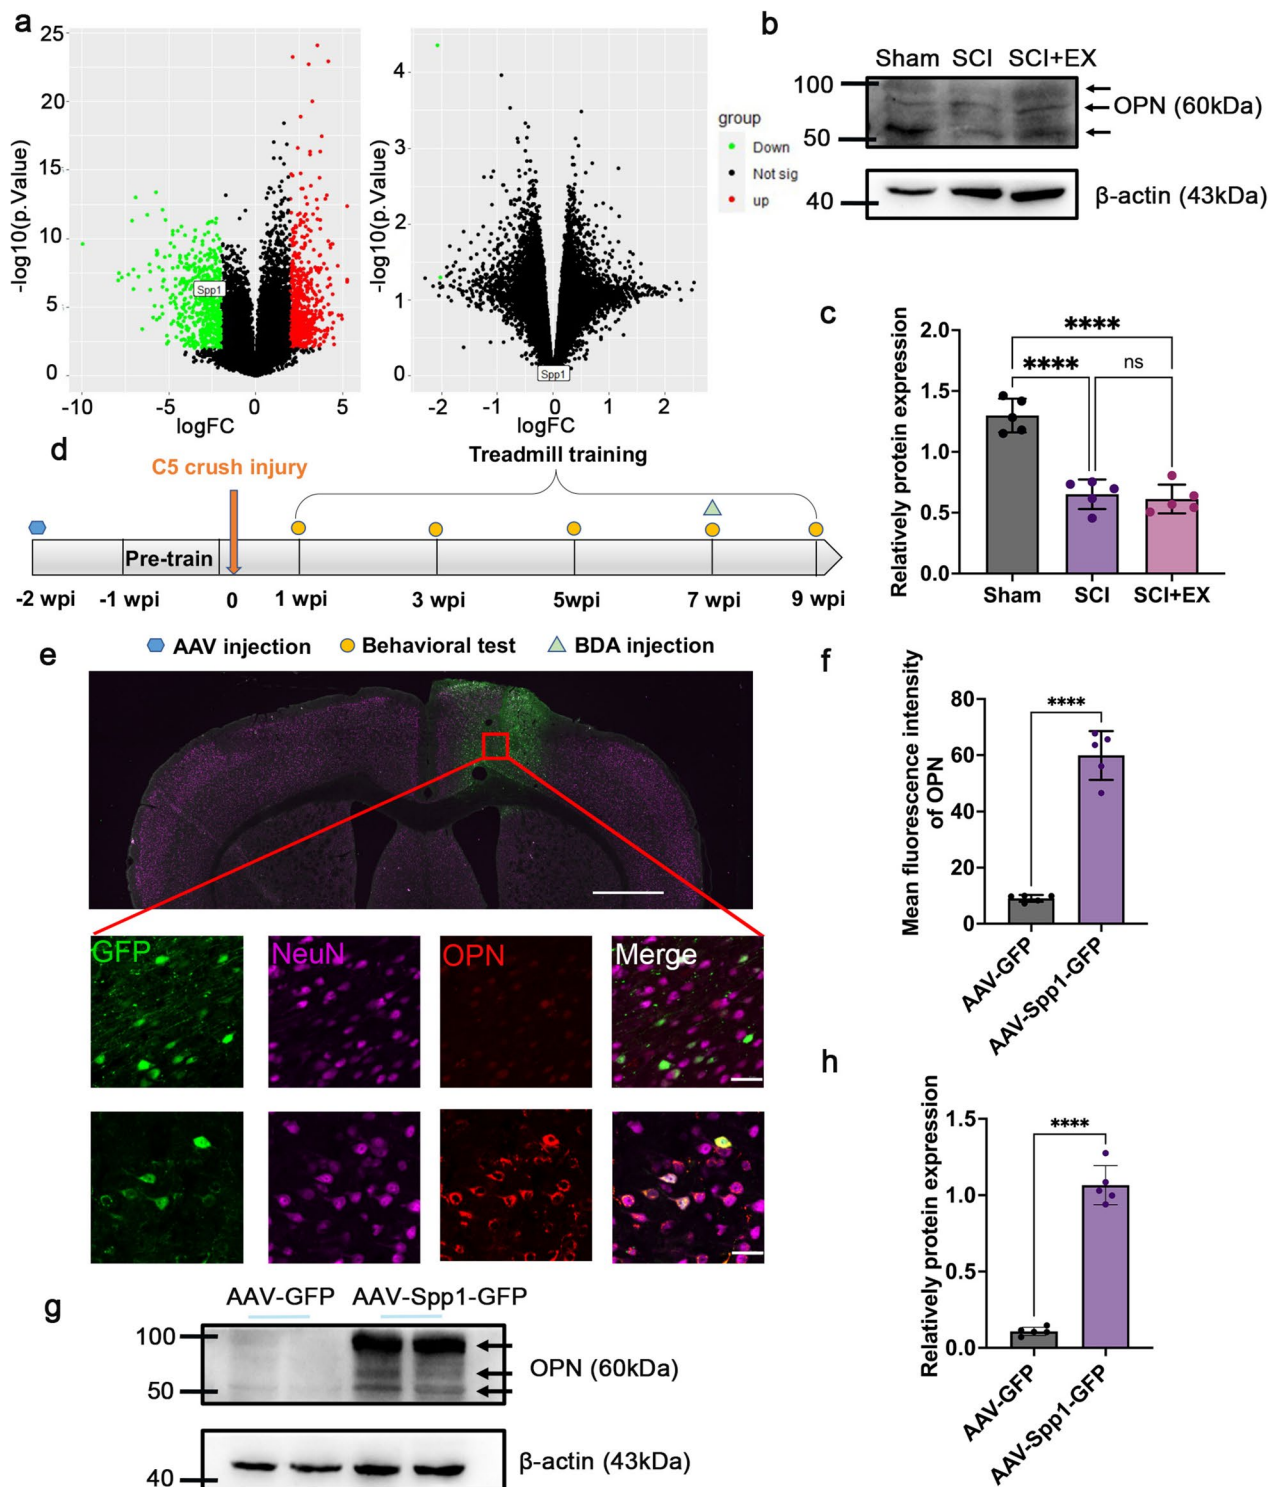 a
25
20
15
10
5
0
-log10(p.Value)
-10
-5
0
5
logFC
Spp1
4
3
2
1
0
-log10(p.Value)
-2
-1
0
1
2
logFC
Spp1
group
Down
Not sig
up
b
Sham SCI SCI+EX
100
50
OPN (60kDa)
40
β-actin (43kDa)
c
Relatively protein expression
2.0
1.5
1.0
0.5
0.0
****
****
ns
Sham SCI SCI+EX
d
C5 crush injury
Treadmill training
Pre-train
-2 wpi -1 wpi 0 1 wpi 3 wpi 5wpi 7 wpi 9 wpi
AAV injection Behavioral test BDA injection
e
GFP NeuN OPN Merge
f
Mean fluorescence intensity
of OPN
80
60
40
20
0
****
AAV-GFP
AAV-Spp1-GFP
g
AAV-GFP AAV-Spp1-GFP
100
50
OPN (60kDa)
40
β-actin (43kDa)
h
Relatively protein expression
1.5
1.0
0.5
0.0
****
AAV-GFP
AAV-Spp1-GFP